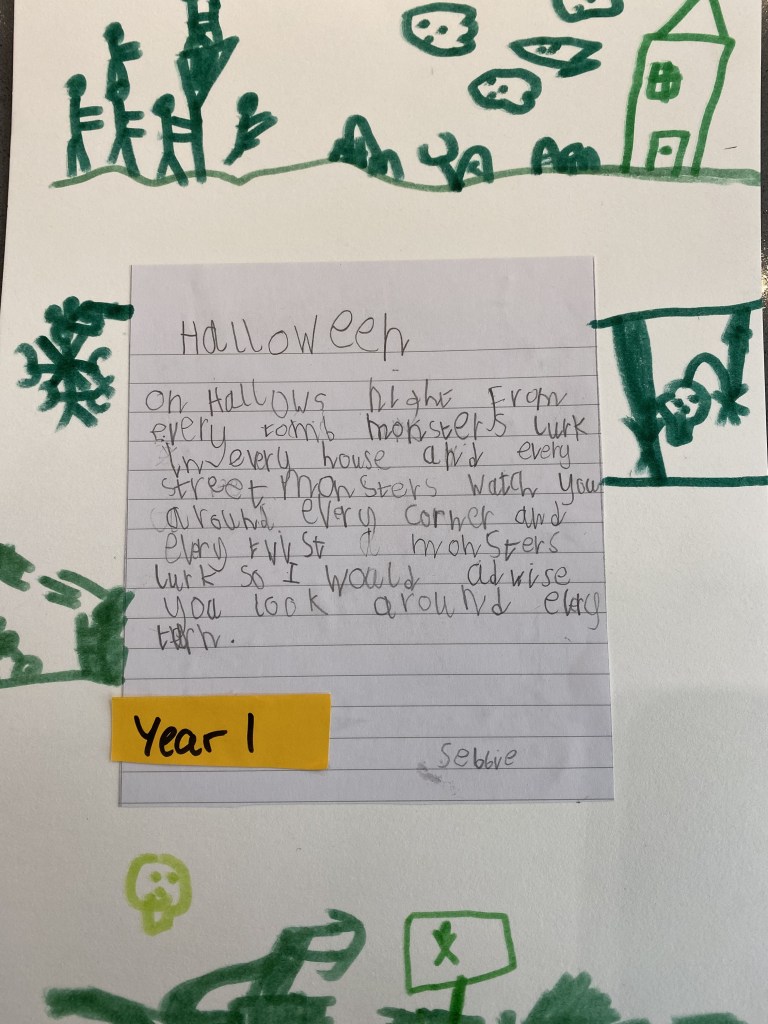 Halloween
On Hallows night From
every tomb monsters lurk
In every house and every
street monsters watch you
around every corner and
every twist a monsters
lurk so I would advise
you look around every
turn.
Year 1
Sebbie
X